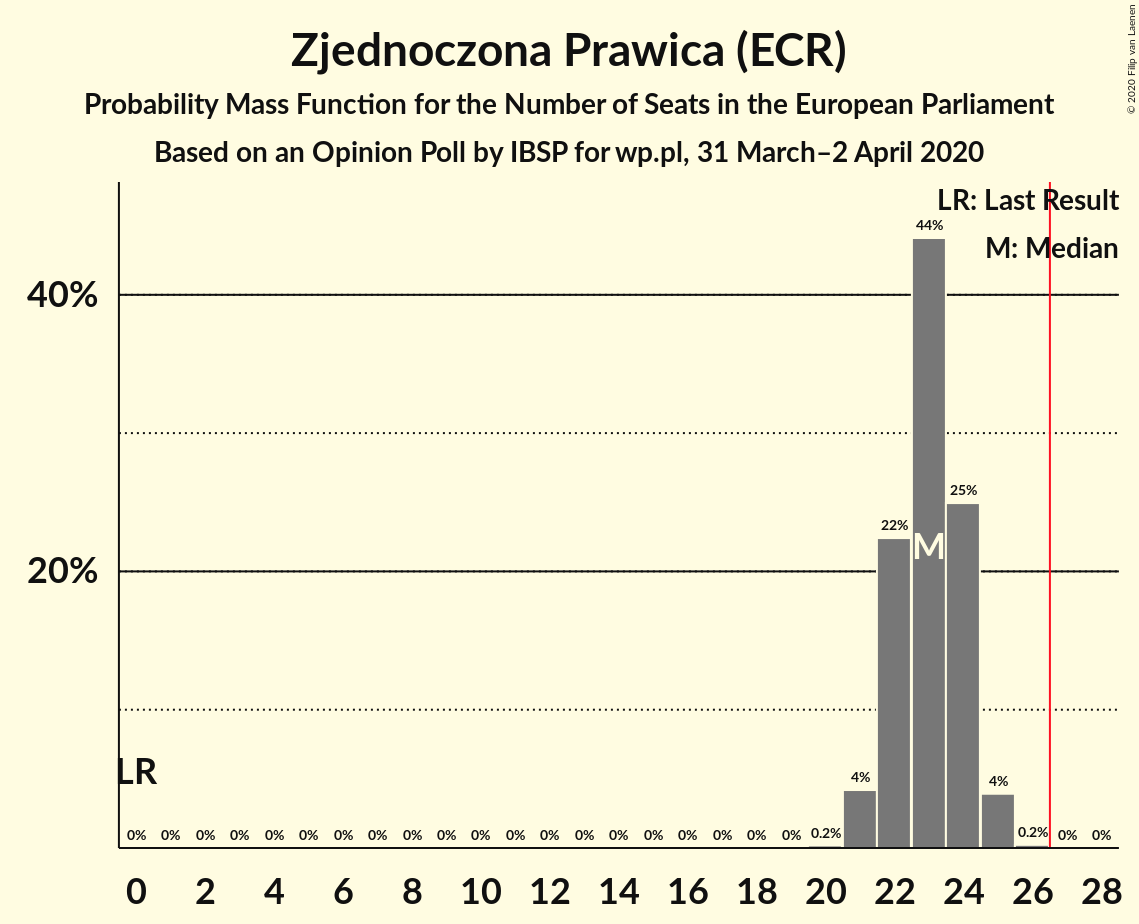 Zjednoczona Prawica (ECR)
Probability Mass Function for the Number of Seats in the European Parliament
Based on an Opinion Poll by IBSP for wp.pl, 31 March–2 April 2020
© 2020 Filip van Laenen
LR: Last Result
M: Median
44%
40%
25%
22%
M
20%
LR
4%
4%
0% 0% 0% 0% 0% 0% 0% 0% 0% 0% 0% 0% 0% 0% 0% 0% 0% 0% 0% 0% 0.2% 0.2% 0% 0%
0 2 4 6 8 10 12 14 16 18 20 22 24 26 28